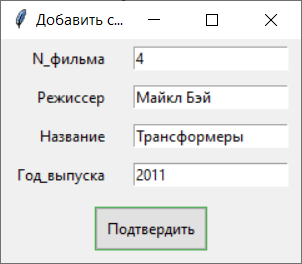 Добавить с...
N_фильма 4
Режиссер Майкл Бэй
Название Трансформеры
Год_выпуска 2011
Подтвердить